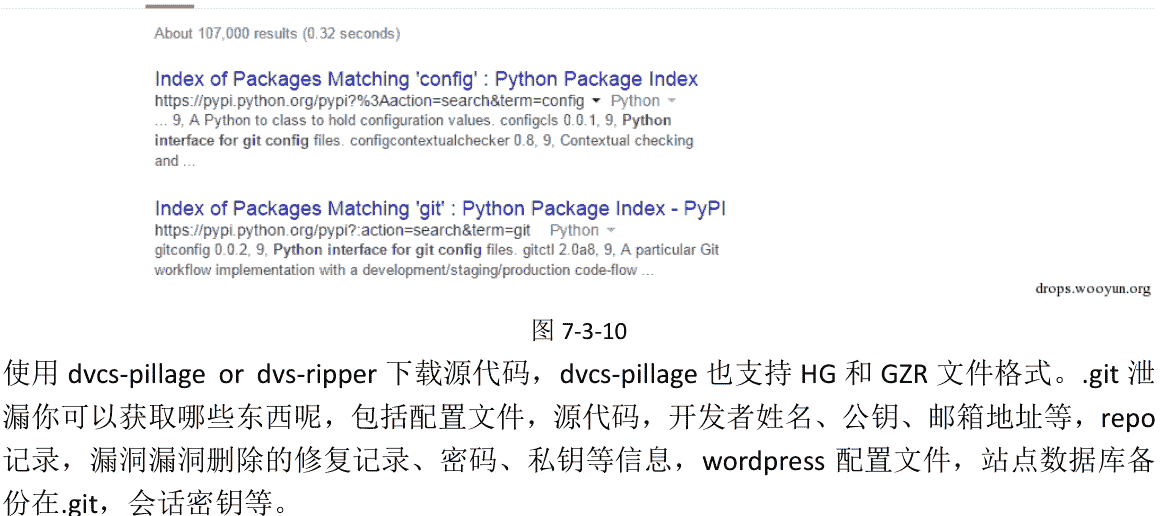 About 107,000 results (0.32 seconds)
Index of Packages Matching 'config' : Python Package Index
https://pypi.python.org/pypi?%3Aaction=search&term=config Python
... 9, A Python to class to hold configuration values. configcls 0.0.1, 9, Python
interface for git config files. configcontextualchecker 0.8, 9, Contextual checking
and ...
Index of Packages Matching 'git' : Python Package Index - PyPI
https://pypi.python.org/pypi?:action=search&term=git Python
gitconfig 0.0.2, 9, Python interface for git config files. gitctl 2.0a8, 9, A particular Git
workflow implementation with a development/staging/production code-flow ...
drops.wooyun.org
图 7-3-10
使用 dvcs-pillage or dvs-ripper 下载源代码，dvcs-pillage 也支持 HG 和 GZR 文件格式。.git 泄
漏你可以获取哪些东西呢，包括配置文件，源代码，开发者姓名、公钥、邮箱地址等，repo
记录，漏洞漏洞删除的修复记录、密码、私钥等信息，wordpress 配置文件，站点数据库备
份在.git，会话密钥等。